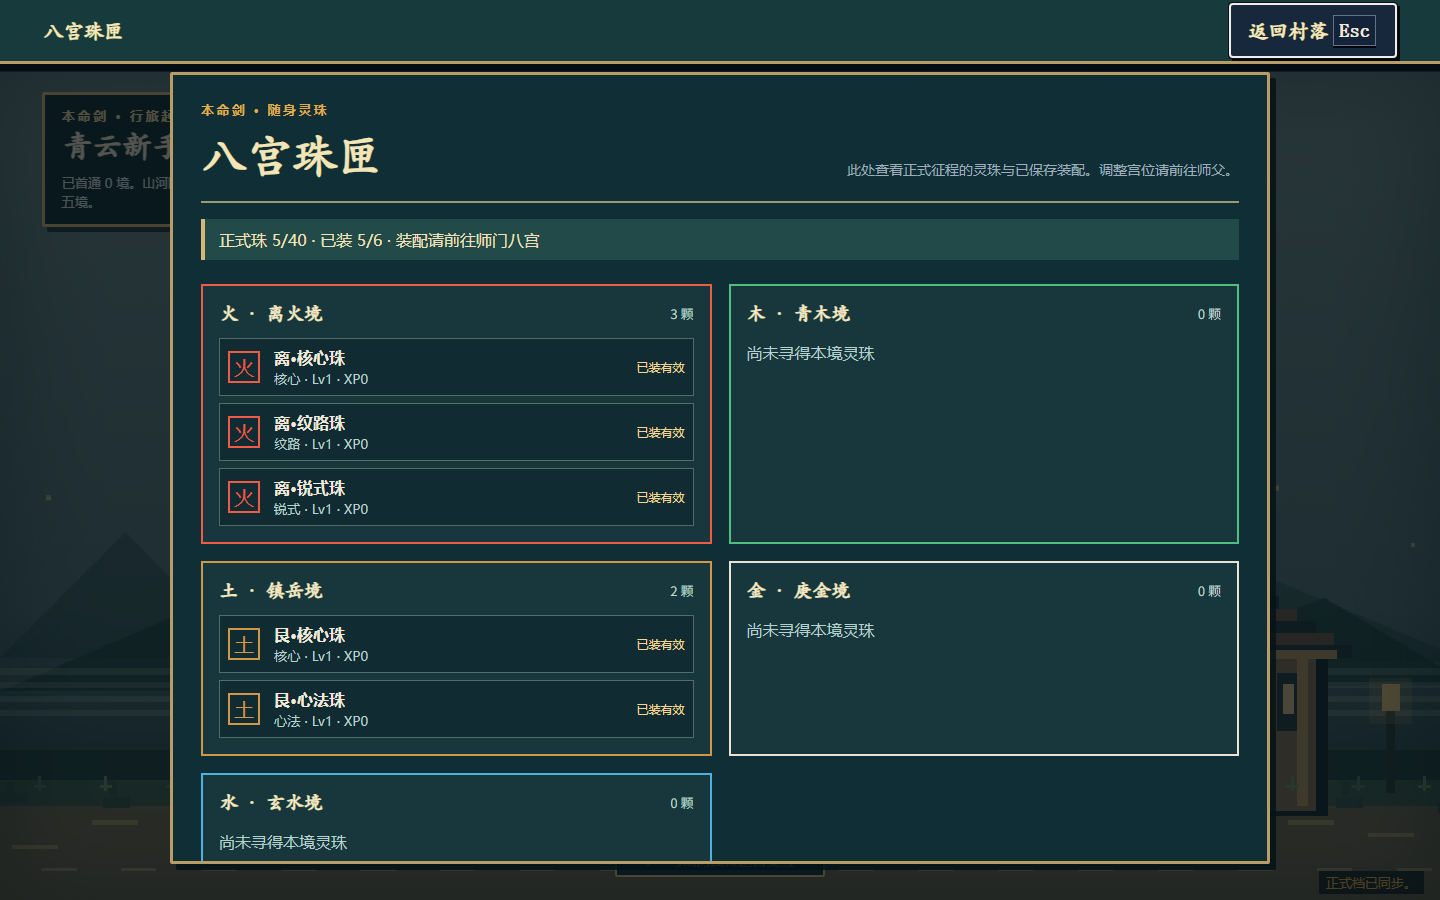 八宫珠匣
返回村落 Esc
本命剑 • 行旅
青云新手
已首通 0 境。山河
五境。
本命剑 • 随身灵珠
八宫珠匣
此处查看正式征程的灵珠与已保存装配。调整宫位请前往师父。
正式珠 5/40 · 已装 5/6 · 装配请前往师门八宫
火 · 离火境
3 颗
火
离•核心珠
核心 · Lv1 · XP0
已装有效
火
离•纹路珠
纹路 · Lv1 · XP0
已装有效
火
离•锐式珠
锐式 · Lv1 · XP0
已装有效
木 · 青木境
0 颗
尚未寻得本境灵珠
土 · 镇岳境
2 颗
土
艮•核心珠
核心 · Lv1 · XP0
已装有效
土
艮•心法珠
心法 · Lv1 · XP0
已装有效
金 · 庚金境
0 颗
尚未寻得本境灵珠
水 · 玄水境
0 颗
尚未寻得本境灵珠
正式档已同步。